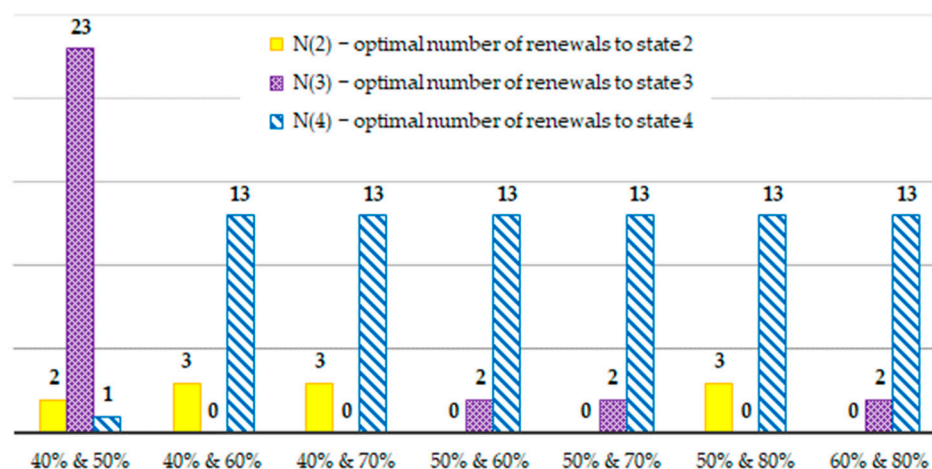 23
N(2) – optimal number of renewals to state 2
N(3) – optimal number of renewals to state 3
N(4) – optimal number of renewals to state 4
13 13 13 13 13 13
2 1 3 0 3 0 0 2 0 2 3 0 0 2
40% & 50% 40% & 60% 40% & 70% 50% & 60% 50% & 70% 50% & 80% 60% & 80%